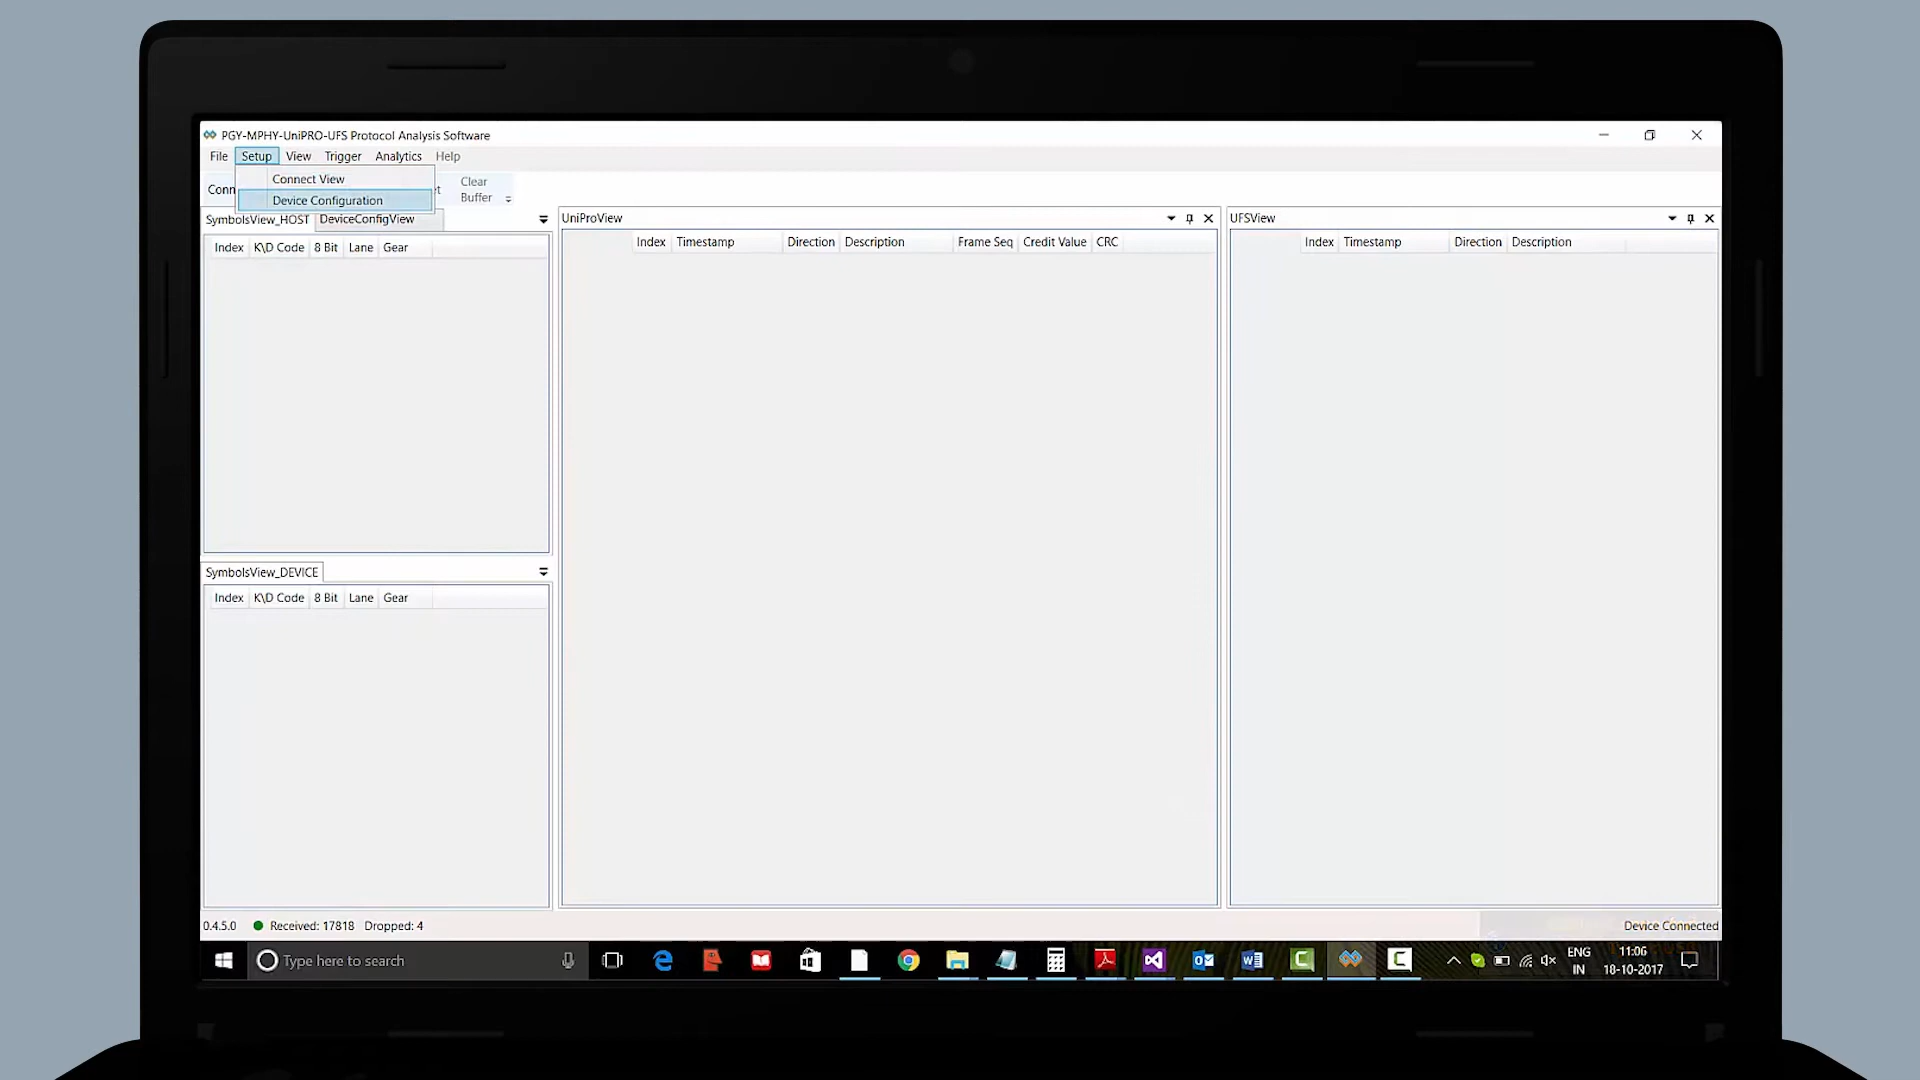 PGY-MPHY-UniPRO-UFS Protocol Analysis Software
File Setup View Trigger Analytics Help
Connect View
Device Configuration
Conn
Clear
Buffer
SymbolsView_HOST DeviceConfigView
UniProView
UFSView
Index K\D Code 8 Bit Lane Gear
Index Timestamp Direction Description Frame Seq Credit Value CRC
Index Timestamp Direction Description
SymbolsView_DEVICE
Index K\D Code 8 Bit Lane Gear
0.4.5.0 Received: 17818 Dropped: 4
Device Connected
Type here to search
ENG
IN
11:06
18-10-2017